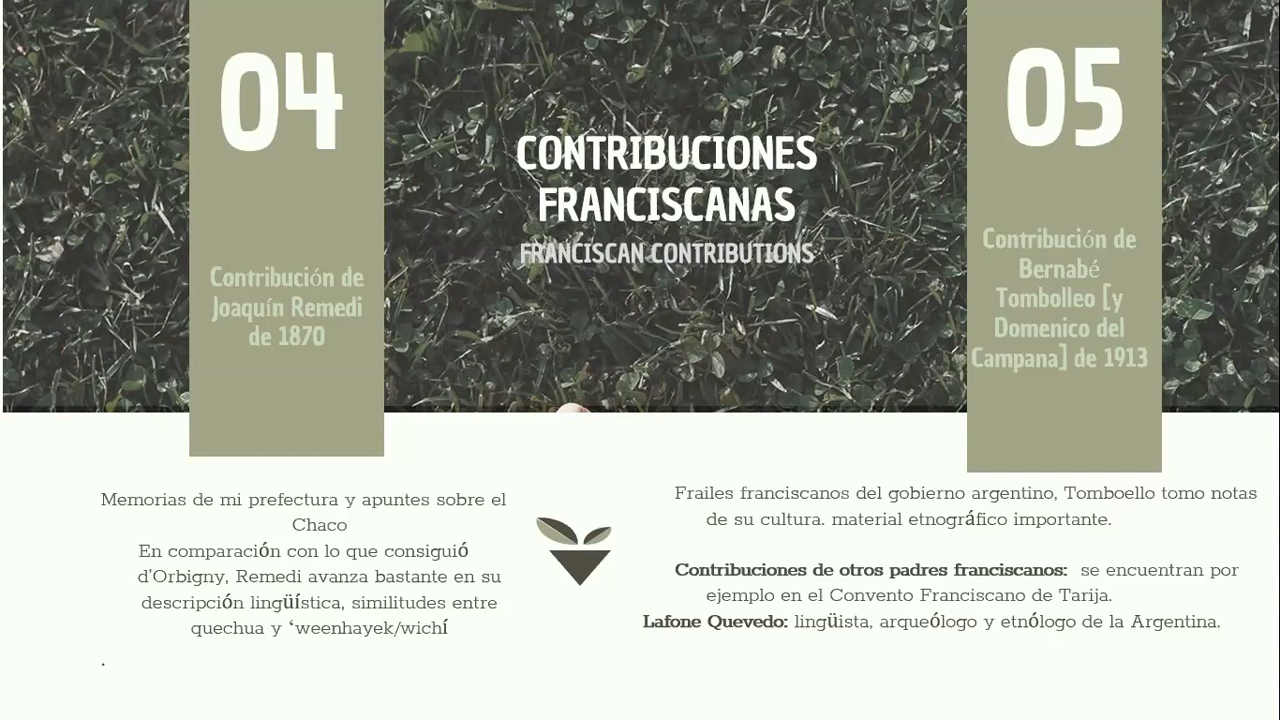 04
Contribución de
Joaquín Remedi
de 1870
CONTRIBUCIONES
FRANCISCANAS
FRANCISCAN CONTRIBUTIONS
05
Contribución de
Bernabé
Tombolleo [y
Domenico del
Campana] de 1913
Memorias de mi prefectura y apuntes sobre el
Chaco
En comparación con lo que consiguió
d’Orbigny, Remedi avanza bastante en su
descripción lingüística, similitudes entre
quechua y ‘weenhayek/wichí
.
Frailes franciscanos del gobierno argentino, Tomboello tomo notas
de su cultura. material etnográfico importante.
Contribuciones de otros padres franciscanos: se encuentran por
ejemplo en el Convento Franciscano de Tarija.
Lafone Quevedo: lingüista, arqueólogo y etnólogo de la Argentina.